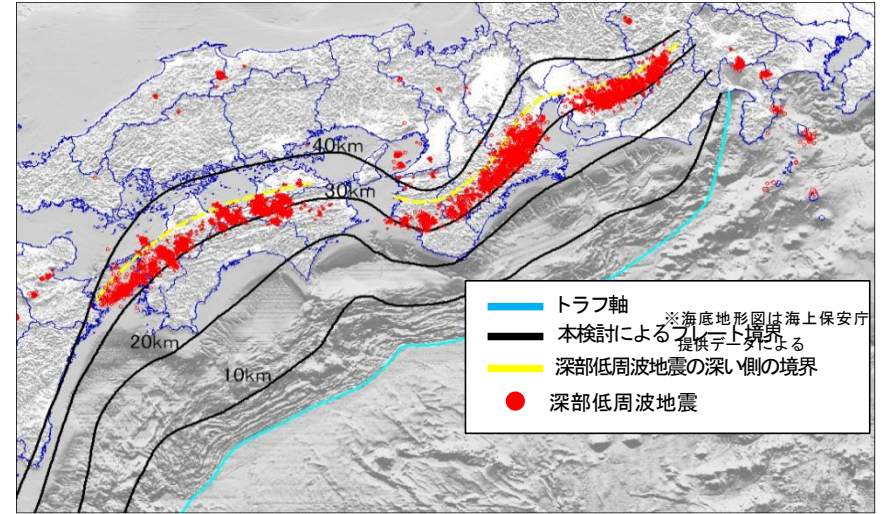 40km
30km
20km
10km
トラフ軸
※海底地形図は海上保安庁
本検討によるプレート境界
提供データによる
深部低周波地震の深い側の境界
深部低周波地震